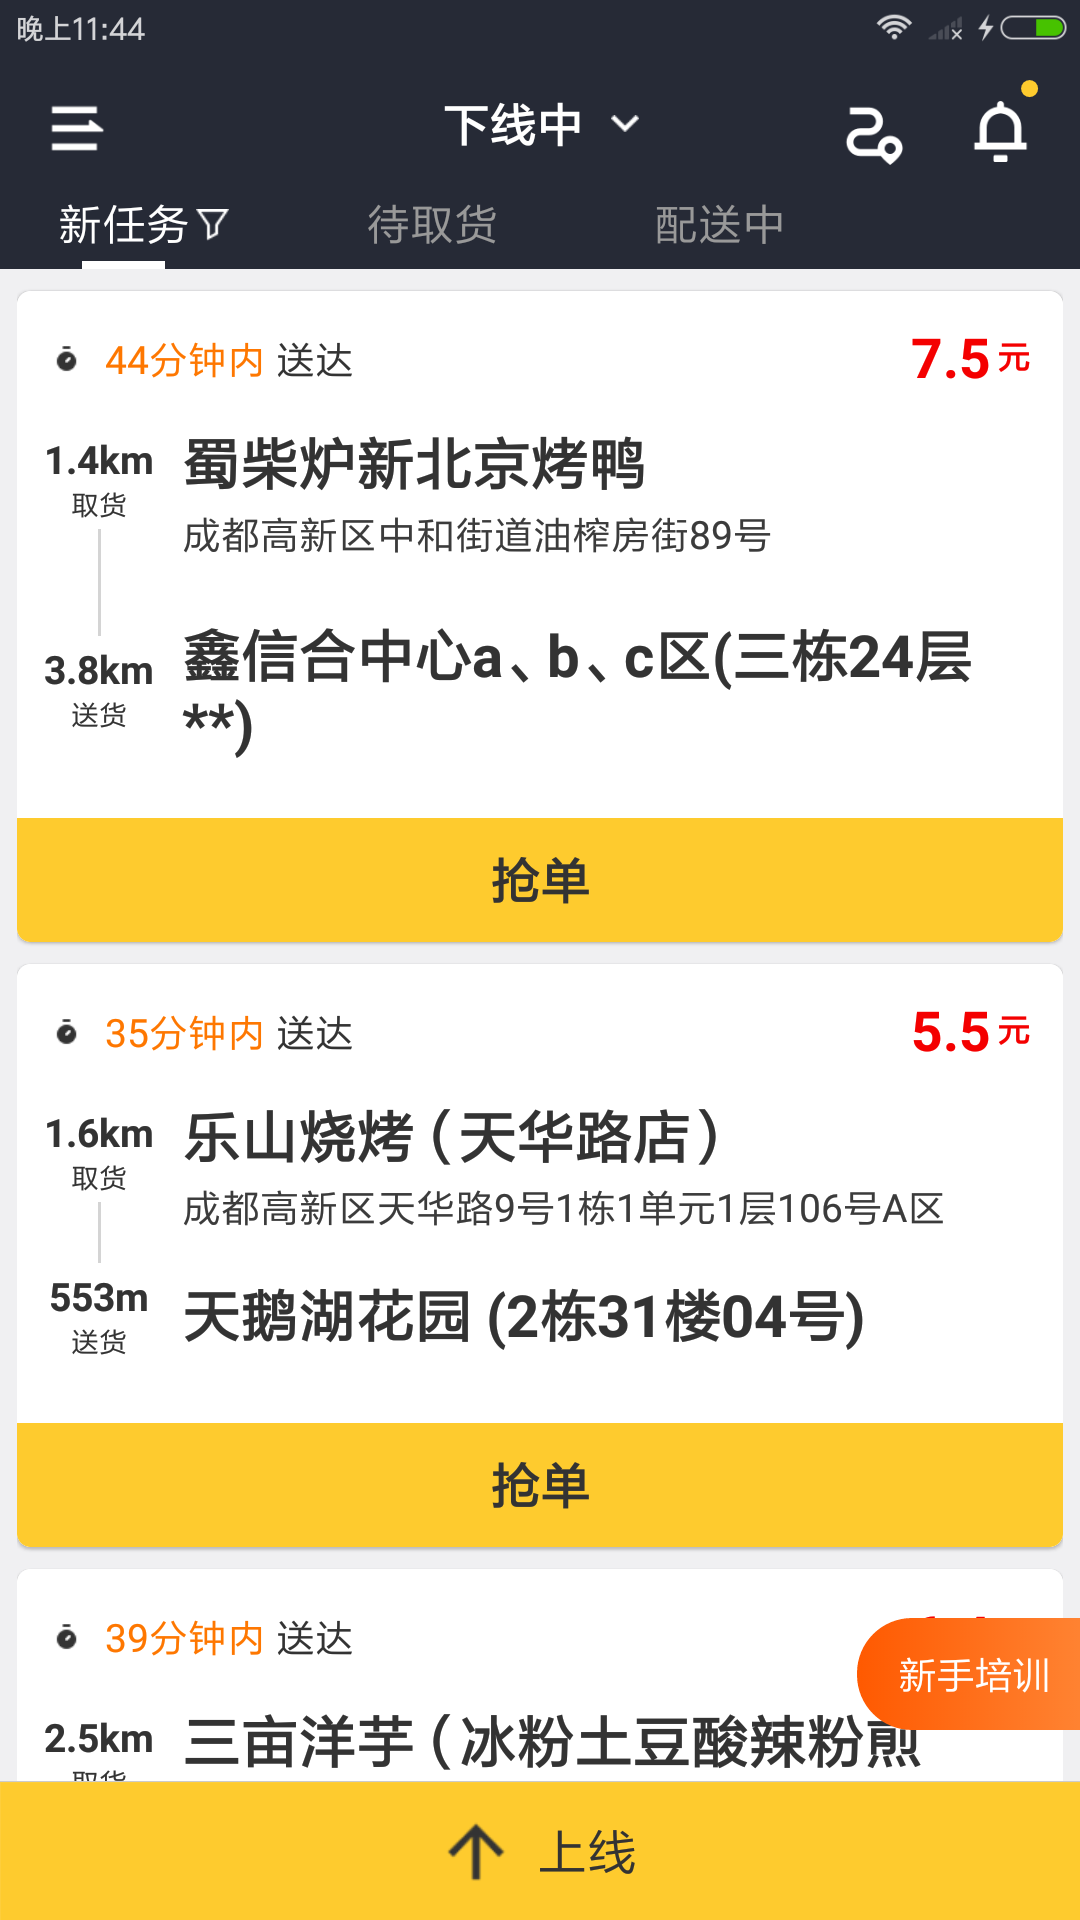 晚上11:44
下线中
新任务
待取货
配送中
44分钟内 送达
7.5 元
1.4km
取货
蜀柴炉新北京烤鸭
成都高新区中和街道油榨房街89号
3.8km
送货
鑫信合中心a、b、c区(三栋24层
**)
抢单
35分钟内 送达
5.5 元
1.6km
取货
乐山烧烤（天华路店）
成都高新区天华路9号1栋1单元1层106号A区
553m
送货
天鹅湖花园 (2栋31楼04号)
抢单
39分钟内 送达
新手培训
2.5km
取货
三亩洋芋（冰粉土豆酸辣粉煎
上线